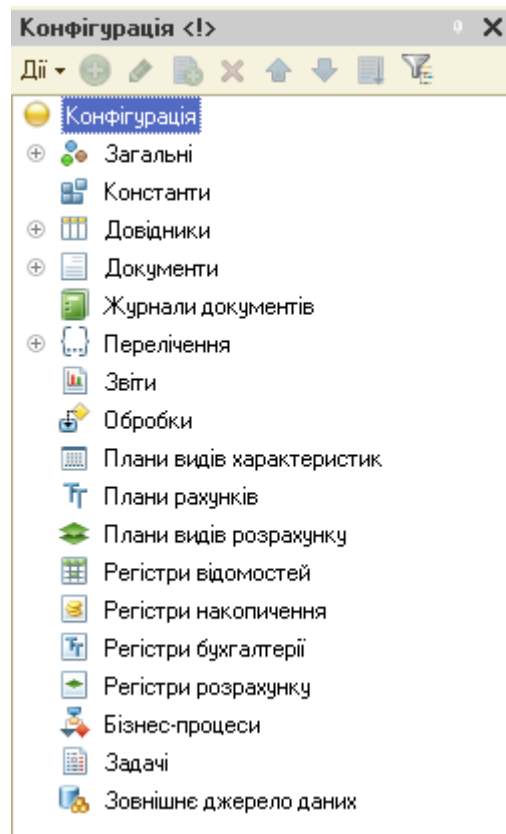 Конфігурація <!>
Дії
Конфігурація
Загальні
Константи
Довідники
Документи
Журнали документів
Перелічення
Звіти
Обробки
Плани видів характеристик
Плани рахунків
Плани видів розрахунку
Регістри відомостей
Регістри накопичення
Регістри бухгалтерії
Регістри розрахунку
Бізнес-процеси
Задачі
Зовнішнє джерело даних